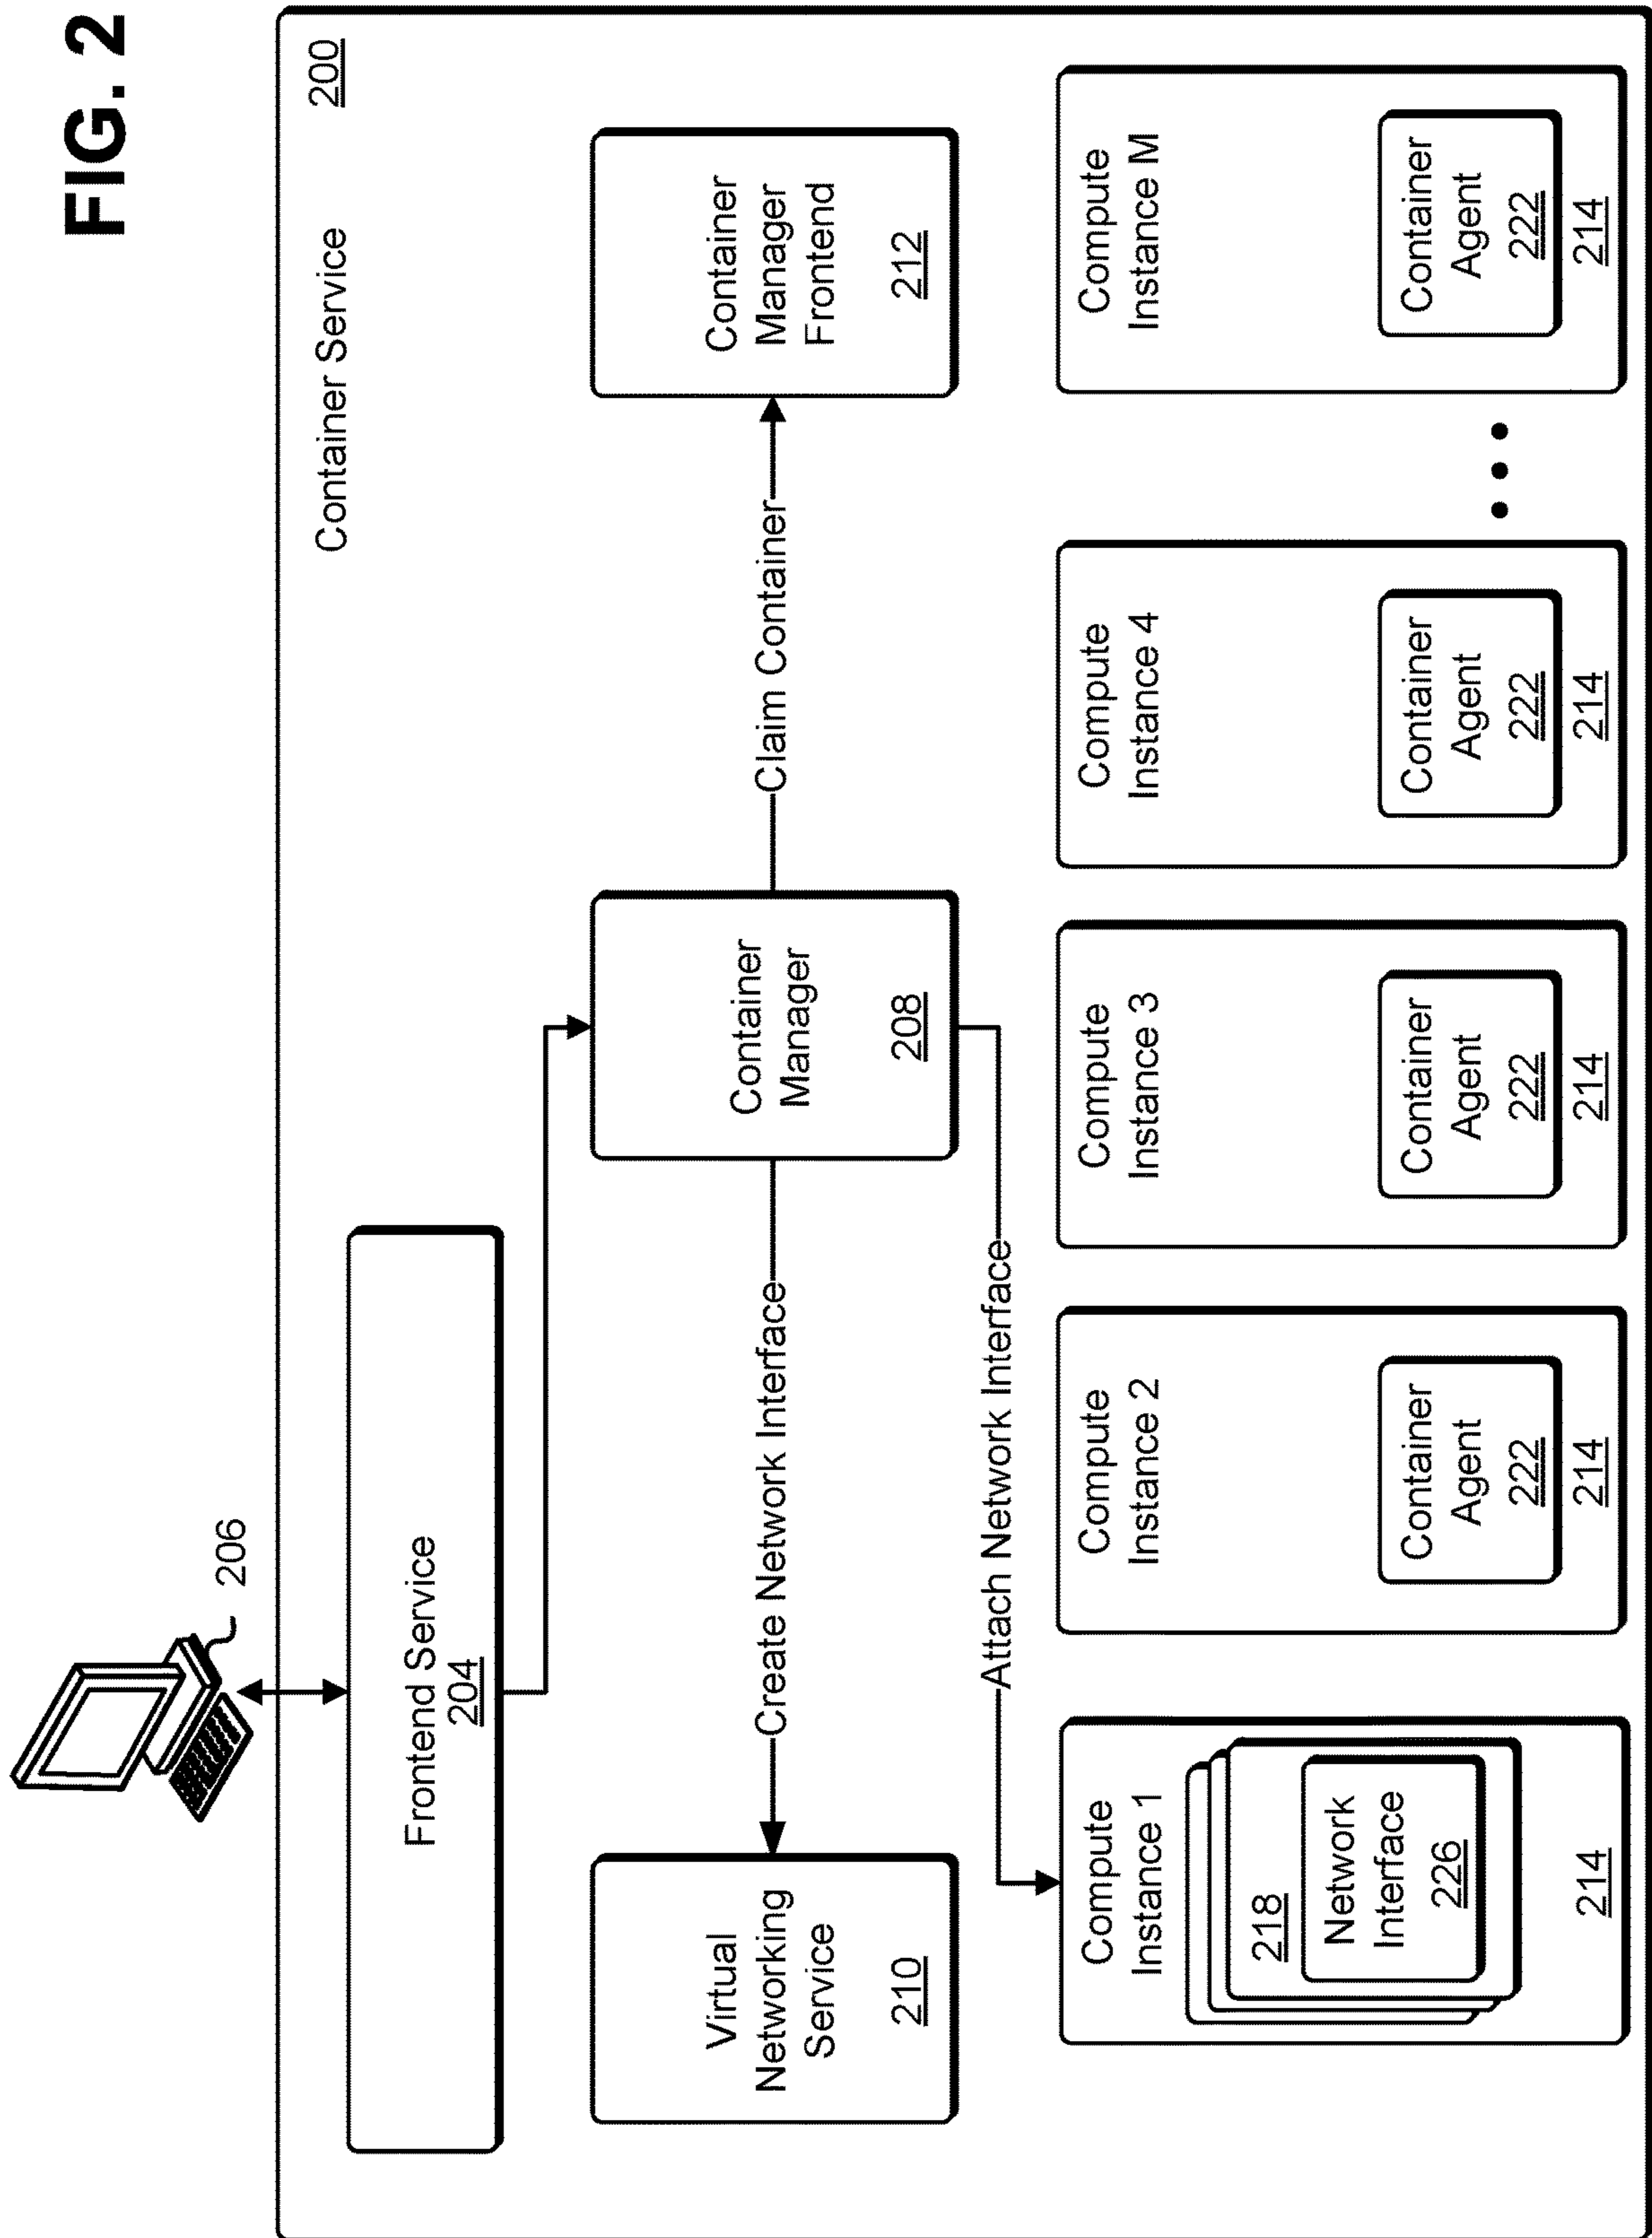 FIG. 2
206
Container Service
200
Frontend Service
204
Virtual
Networking
Service
210
Create Network Interface
Container
Manager
208
Claim Container
Container
Manager
Frontend
212
Attach Network Interface
Compute
Instance 1
218
Network
Interface
226
214
Compute
Instance 2
Container
Agent
222
214
Compute
Instance 3
Container
Agent
222
214
Compute
Instance 4
Container
Agent
222
214
Compute
Instance M
Container
Agent
222
214